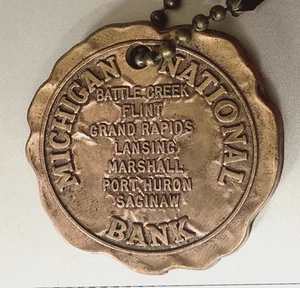 MICHIGAN NATIONAL
BATTLE CREEK
FLINT
GRAND RAPIDS
LANSING
MARSHALL
PORT HURON
SAGINAW
BANK